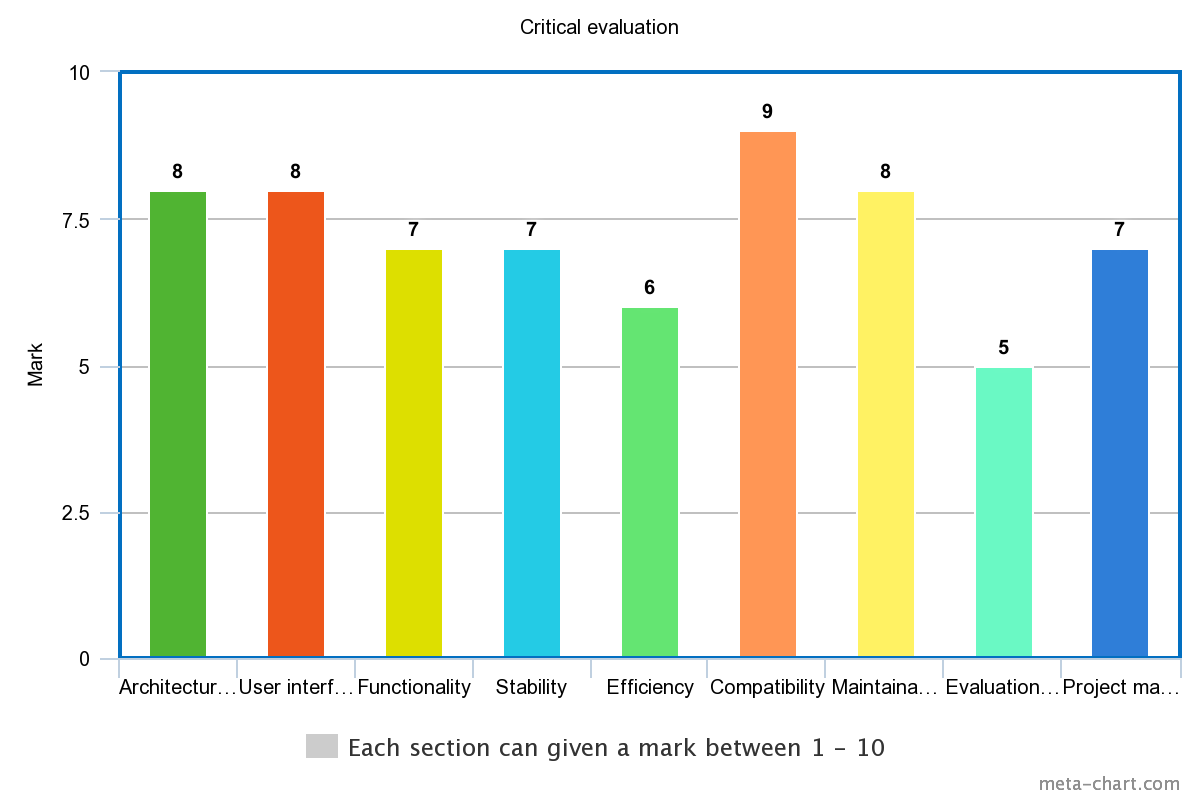 Critical evaluation
10
8
8
7
7
6
9
8
5
7
7.5
5
2.5
0
Mark
Architectur…
User interf…
Functionality
Stability
Efficiency
Compatibility
Maintaina…
Evaluation…
Project ma…
Each section can given a mark between 1 - 10
meta-chart.com